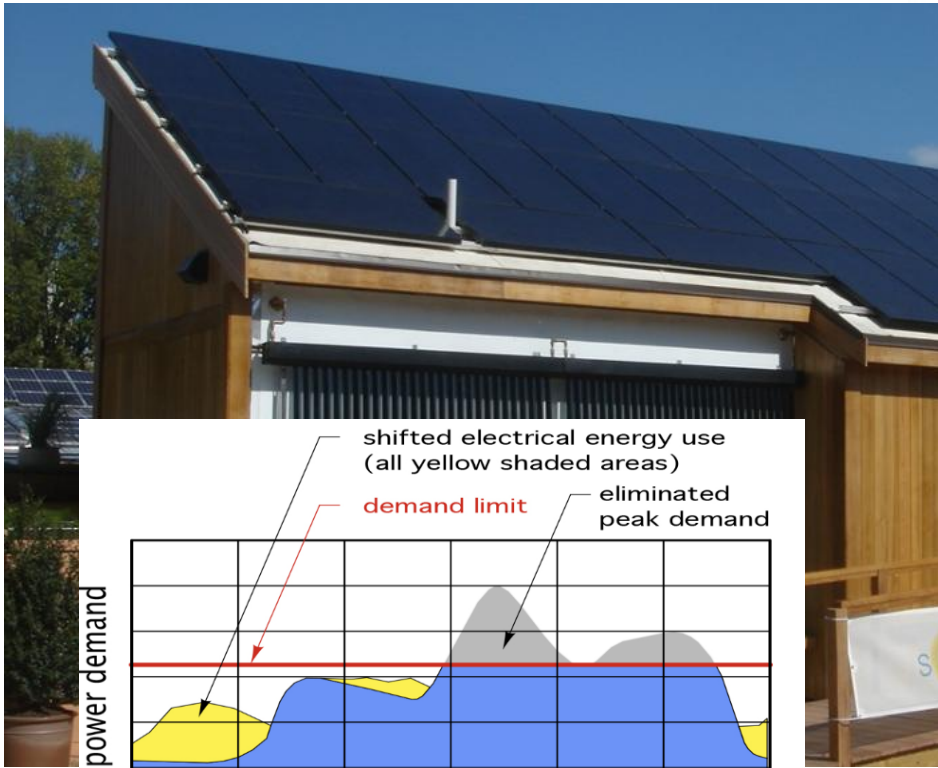 shifted electrical energy use
(all yellow shaded areas)
demand limit
eliminated
peak demand
power demand